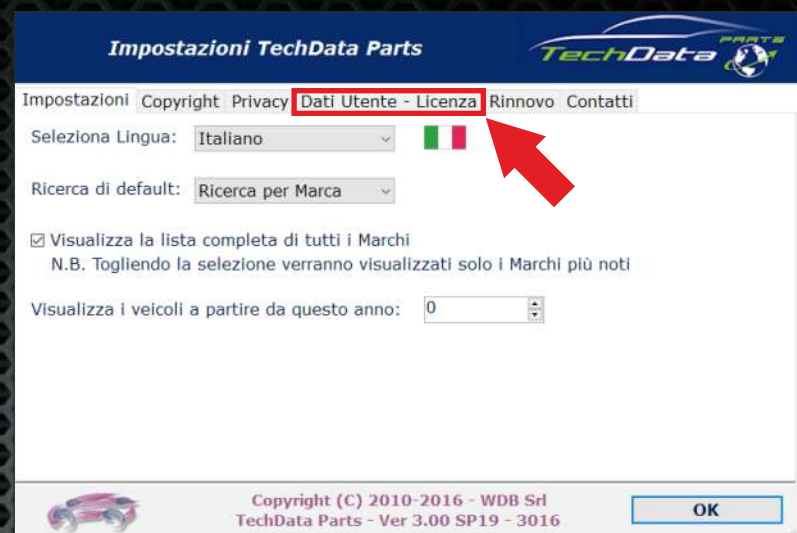 Impostazioni TechData Parts
TechData PARTS
Impostazioni Copyright Privacy Dati Utente - Licenza Rinnovo Contatti
Seleziona Lingua: Italiano
Ricerca di default: Ricerca per Marca
Visualizza la lista completa di tutti i Marchi
N.B. Togliendo la selezione verranno visualizzati solo i Marchi più noti
Visualizza i veicoli a partire da questo anno: 0
Copyright (C) 2010-2016 - WDB Srl
TechData Parts - Ver 3.00 SP19 - 3016
OK